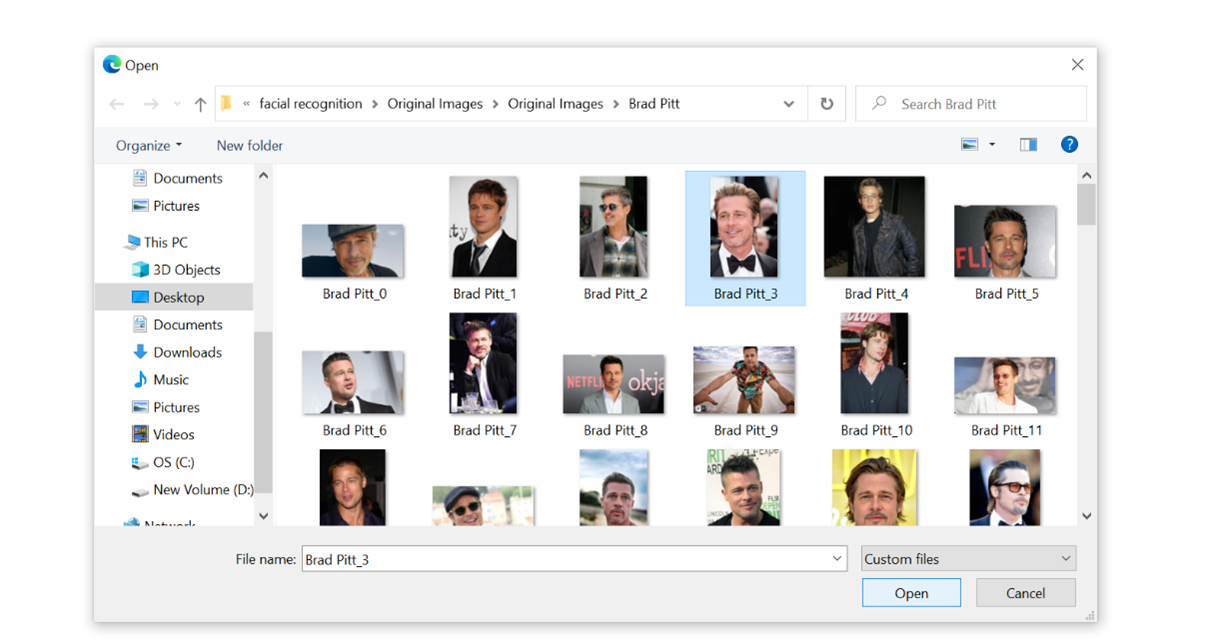 Open
« facial recognition > Original Images > Original Images > Brad Pitt
Search Brad Pitt
Organize
New folder
Documents
Pictures
This PC
3D Objects
Desktop
Documents
Downloads
Music
Pictures
Videos
OS (C:)
New Volume (D:)
Network
Brad Pitt_0
Brad Pitt_1
Brad Pitt_2
Brad Pitt_3
Brad Pitt_4
Brad Pitt_5
Brad Pitt_6
Brad Pitt_7
NETFLI
okja
Brad Pitt_8
Brad Pitt_9
Brad Pitt_10
Brad Pitt_11
File name: Brad Pitt_3
Custom files
Open
Cancel